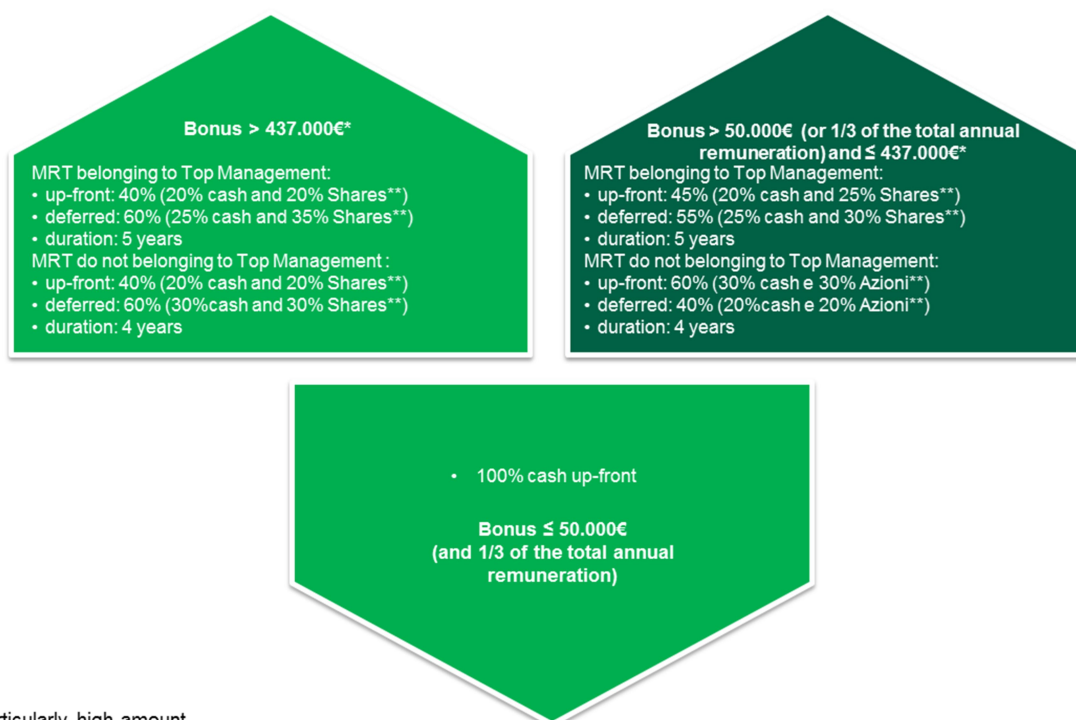 Bonus > 437.000€*
MRT belonging to Top Management:
• up-front: 40% (20% cash and 20% Shares**)
• deferred: 60% (25% cash and 35% Shares**)
• duration: 5 years
MRT do not belonging to Top Management :
• up-front: 40% (20% cash and 20% Shares**)
• deferred: 60% (30%cash and 30% Shares**)
• duration: 4 years
Bonus > 50.000€ (or 1/3 of the total annual
remuneration) and ≤ 437.000€*
MRT belonging to Top Management:
• up-front: 45% (20% cash and 25% Shares**)
• deferred: 55% (25% cash and 30% Shares**)
• duration: 5 years
MRT do not belonging to Top Management:
• up-front: 60% (30% cash e 30% Azioni**)
• deferred: 40% (20%cash e 20% Azioni**)
• duration: 4 years
• 100% cash up-front
Bonus ≤ 50.000€
(and 1/3 of the total annual
remuneration)
high amount